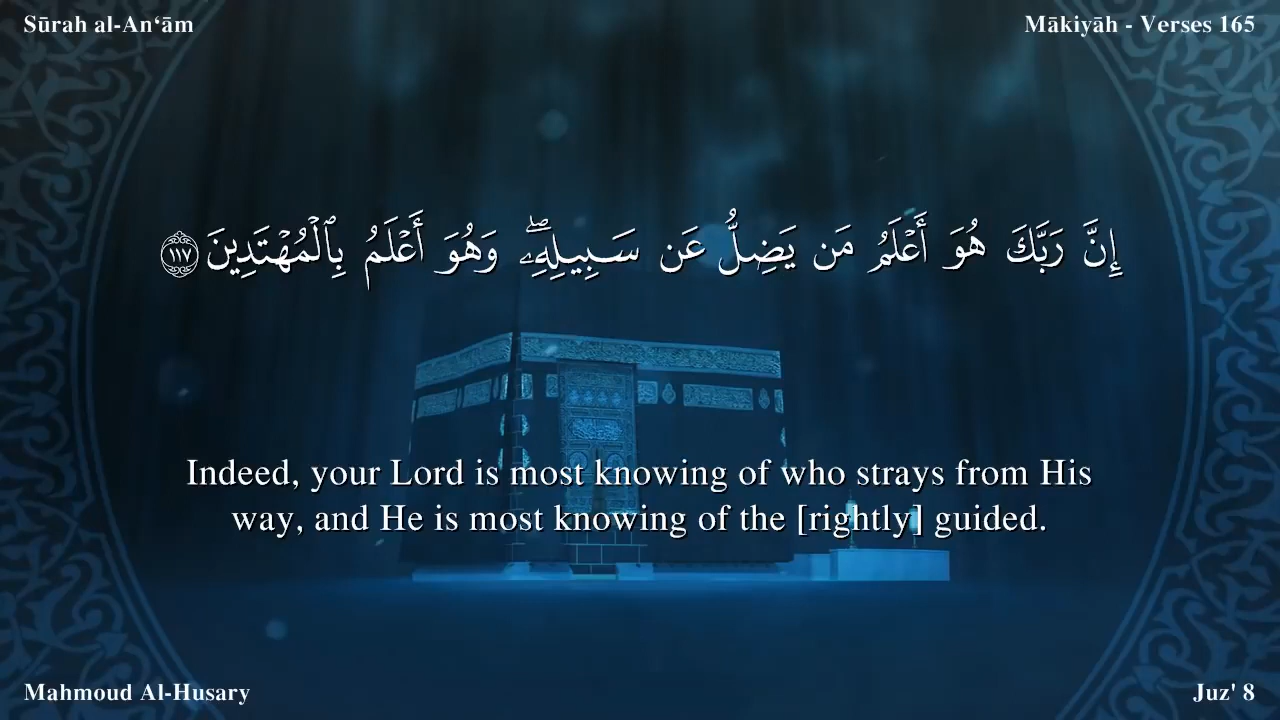 Sūrah al-An‘ām
Mākiyāh - Verses 165
إِنَّ رَبَّكَ هُوَ أَعْلَمُ مَن يَضِلُّ عَن سَبِيلِهِۦۖ وَهُوَ أَعْلَمُ بِٱلْمُهْتَدِينَ ١١٧
Indeed, your Lord is most knowing of who strays from His
way, and He is most knowing of the [rightly] guided.
Mahmoud Al-Husary
Juz' 8